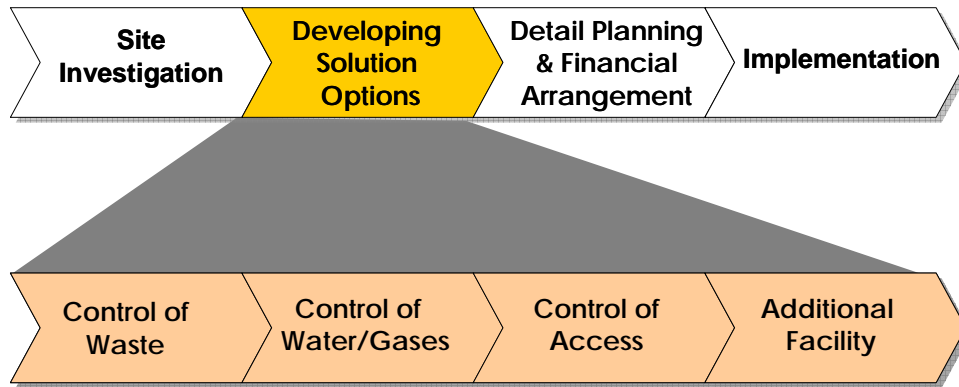 Site
Investigation
Developing
Solution
Options
Detail Planning
& Financial
Arrangement
Implementation
Control of
Waste
Control of
Water/Gases
Control of
Access
Additional
Facility